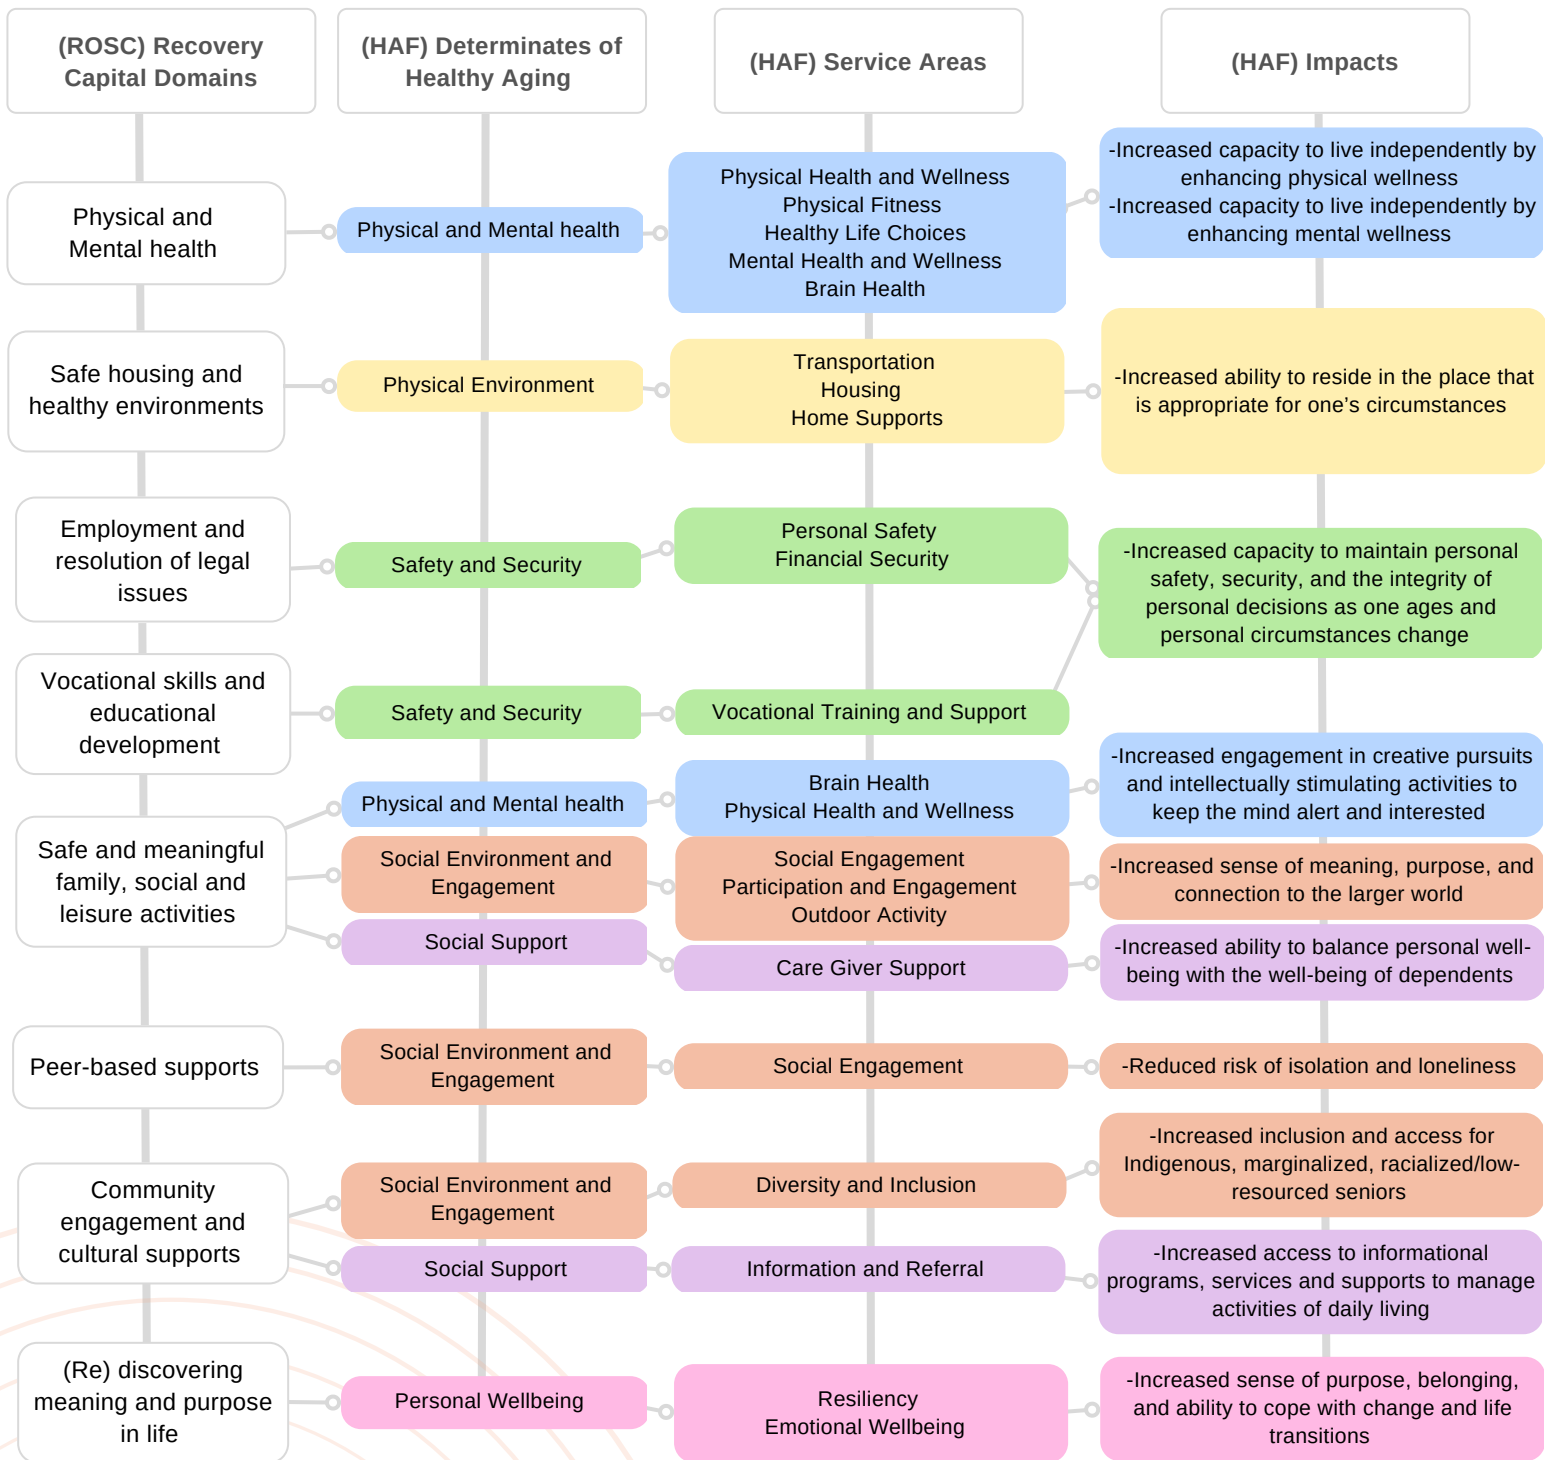 (ROSC) Recovery
Capital Domains
(HAF) Determinates of
Healthy Aging
(HAF) Service Areas
(HAF) Impacts
Physical and
Mental health
Physical and Mental health
Physical Health and Wellness
Physical Fitness
Healthy Life Choices
Mental Health and Wellness
Brain Health
-Increased capacity to live independently by
enhancing physical wellness
-Increased capacity to live independently by
enhancing mental wellness
Safe housing and
healthy environments
Physical Environment
Transportation
Housing
Home Supports
-Increased ability to reside in the place that
is appropriate for one’s circumstances
Employment and
resolution of legal
issues
Safety and Security
Personal Safety
Financial Security
-Increased capacity to maintain personal
safety, security, and the integrity of
personal decisions as one ages and
personal circumstances change
Vocational skills and
educational
development
Safety and Security
Vocational Training and Support
Safe and meaningful
family, social and
leisure activities
Physical and Mental health
Brain Health
Physical Health and Wellness
-Increased engagement in creative pursuits
and intellectually stimulating activities to
keep the mind alert and interested
Social Environment and
Engagement
Social Engagement
Participation and Engagement
Outdoor Activity
-Increased sense of meaning, purpose, and
connection to the larger world
Social Support
Care Giver Support
-Increased ability to balance personal well-
being with the well-being of dependents
Peer-based supports
Social Environment and
Engagement
Social Engagement
-Reduced risk of isolation and loneliness
Community
engagement and
cultural supports
Social Environment and
Engagement
Diversity and Inclusion
-Increased inclusion and access for
Indigenous, marginalized, racialized/low-
resourced seniors
Social Support
Information and Referral
-Increased access to informational
programs, services and supports to manage
activities of daily living
(Re) discovering
meaning and purpose
in life
Personal Wellbeing
Resiliency
Emotional Wellbeing
-Increased sense of purpose, belonging,
and ability to cope with change and life
transitions